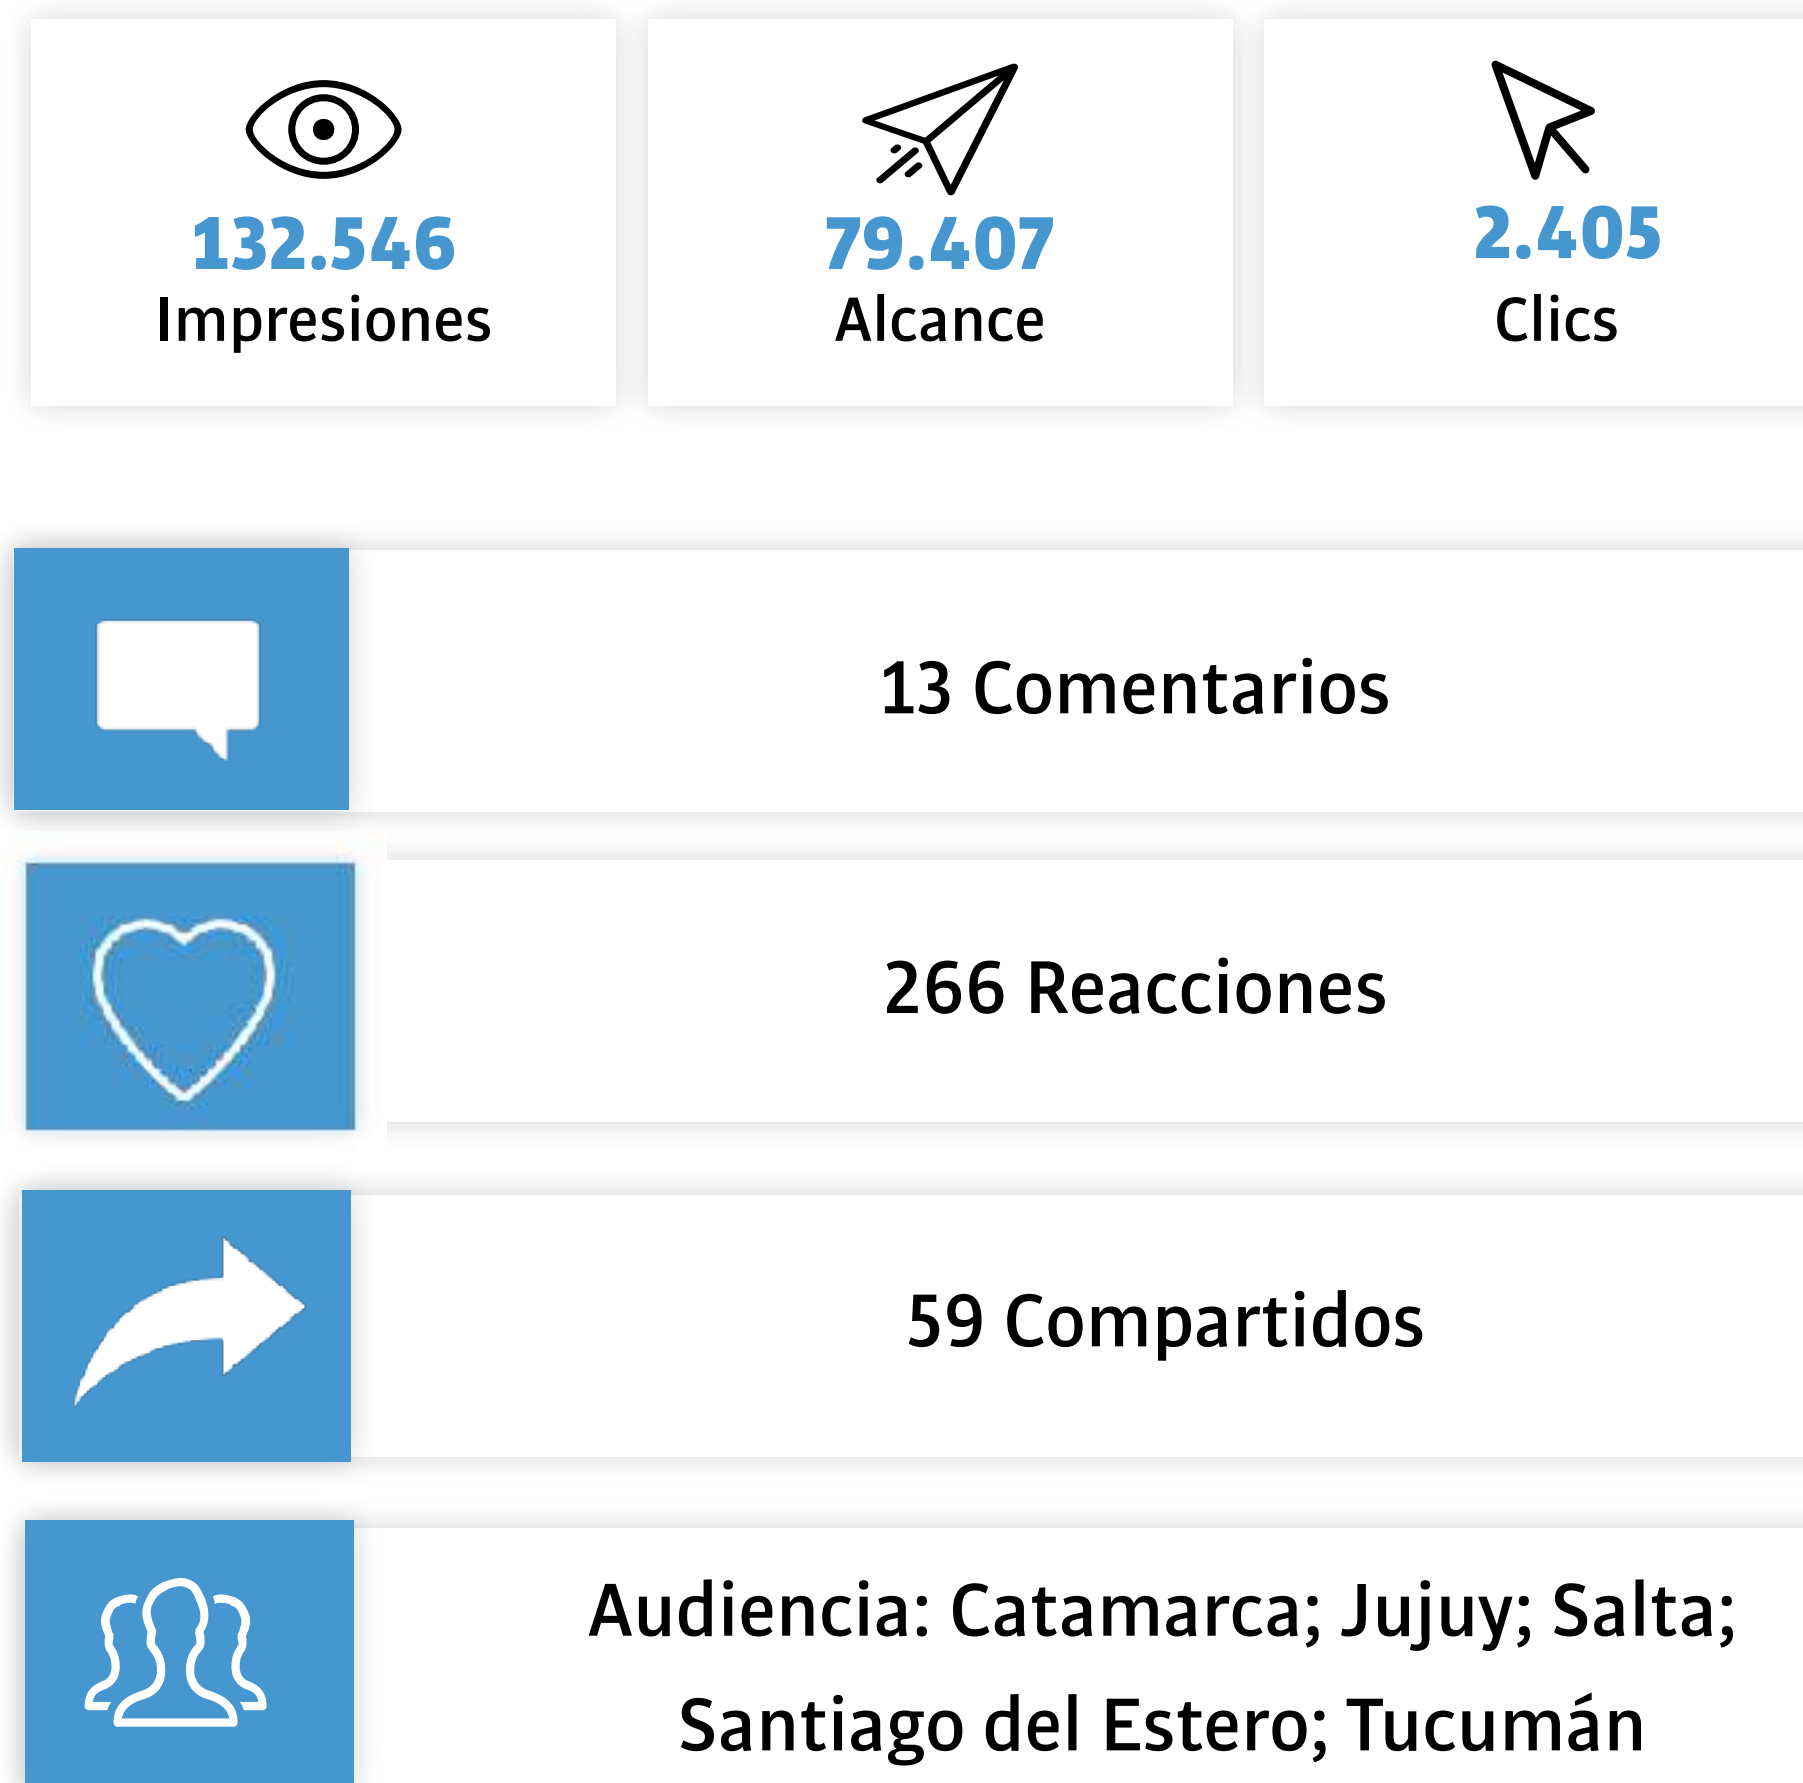 132.546
Impresiones
79.407
Alcance
2.405
Clics
13 Comentarios
266 Reacciones
59 Compartidos
Audiencia: Catamarca; Jujuy; Salta;
Santiago del Estero; Tucumán